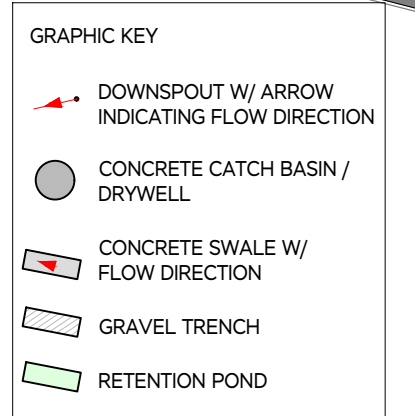 GRAPHIC KEY
DOWNSPOUT W/ ARROW
INDICATING FLOW DIRECTION
CONCRETE CATCH BASIN /
DRYWELL
CONCRETE SWALE W/
FLOW DIRECTION
GRAVEL TRENCH
RETENTION POND